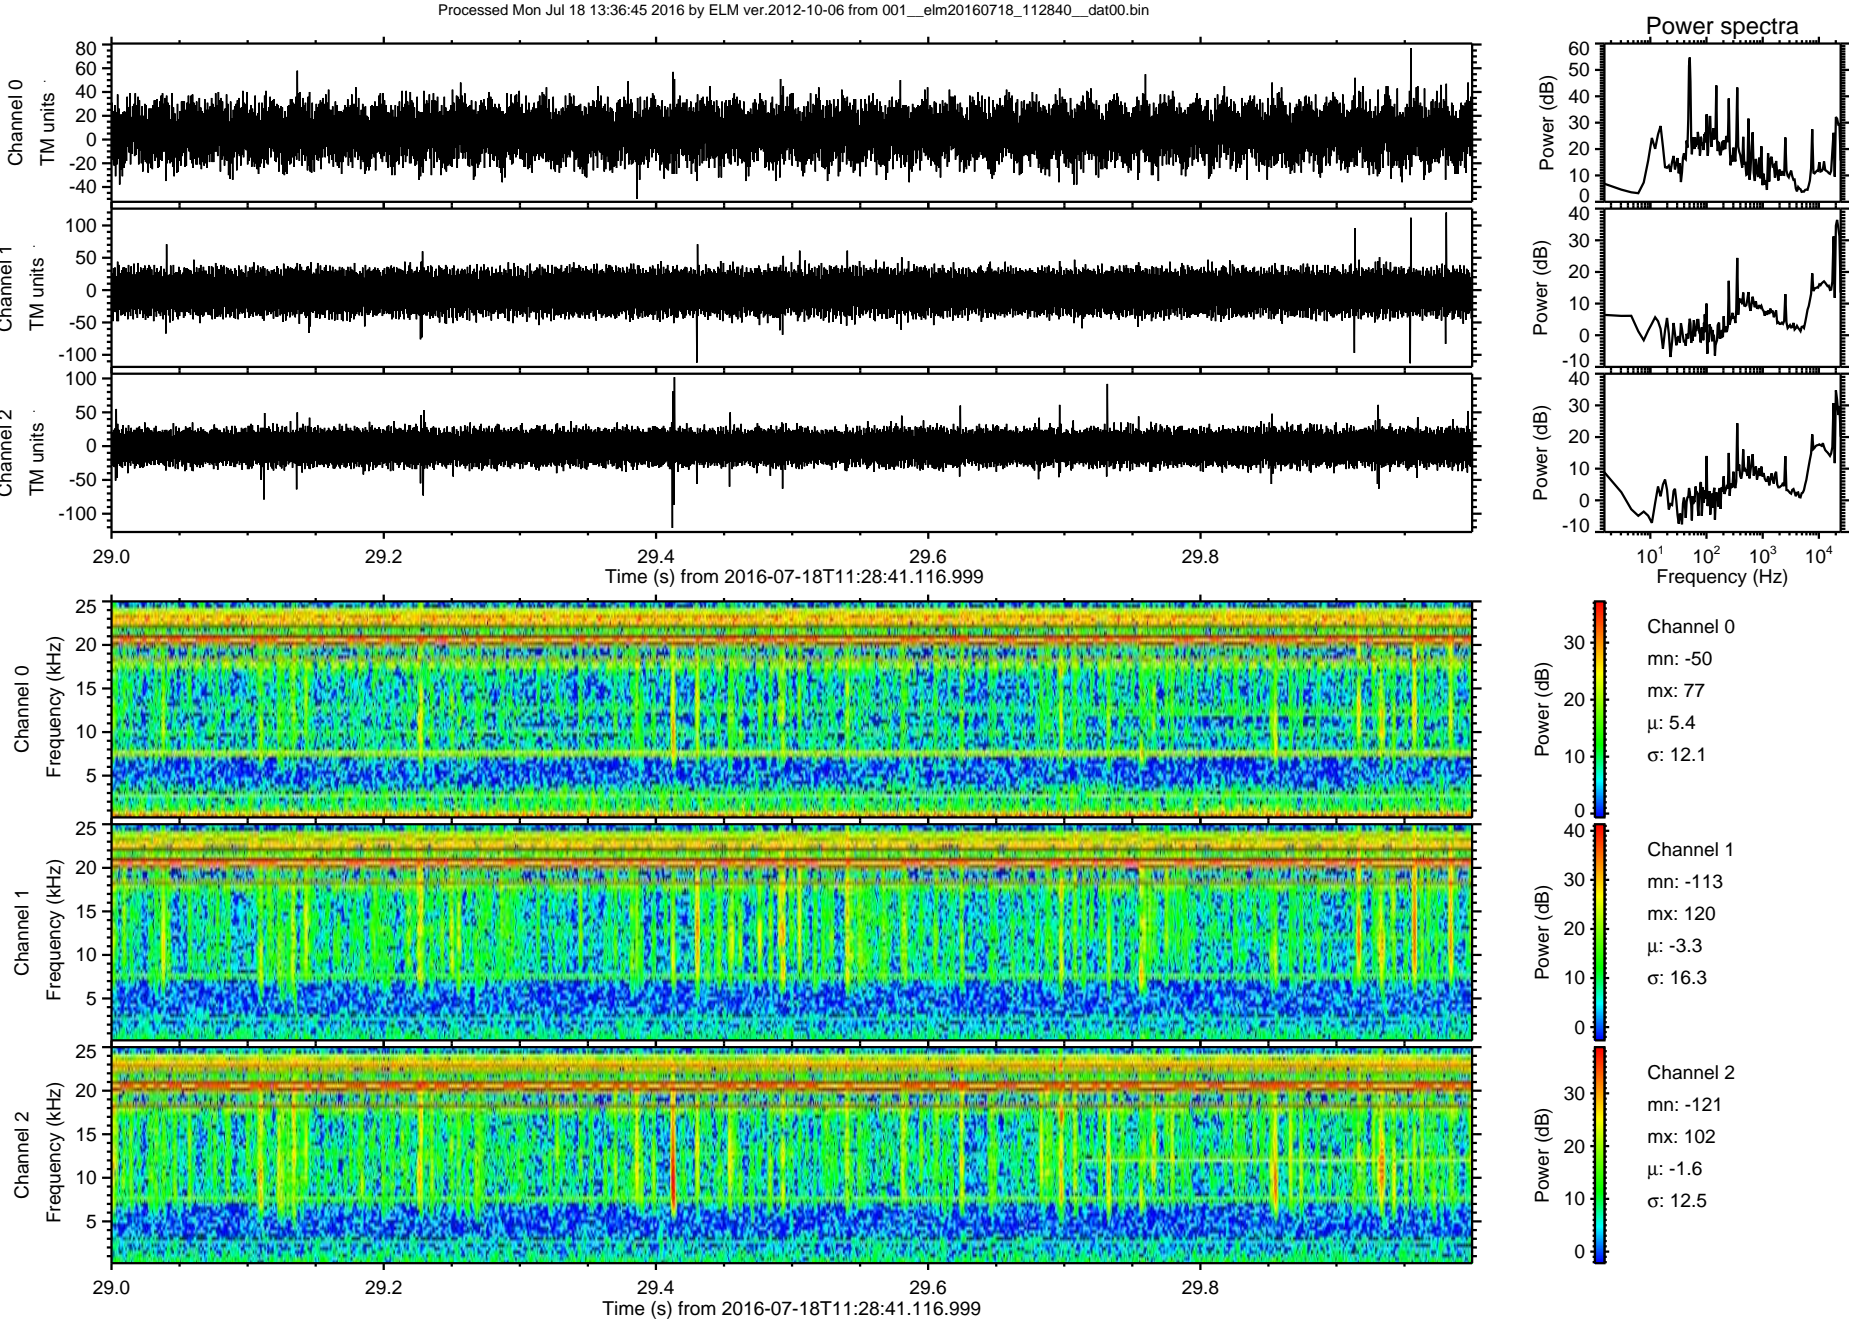 Processed Mon Jul 18 13:36:45 2016 by ELM ver.2012-10-06 from 001__elm20160718_112840__dat00.bin
Power spectra
Channel 0
TM units
80
60
40
20
0
-20
-40
Power (dB)
60
50
40
30
20
10
0
Channel 1
TM units
100
50
0
-50
-100
Power (dB)
40
30
20
10
0
-10
Channel 2
TM units
100
50
0
-50
-100
Power (dB)
40
30
20
10
0
-10
29.0 29.2 29.4 29.6 29.8
Time (s) from 2016-07-18T11:28:41.116.999
10^1 10^2 10^3 10^4
Frequency (Hz)
Channel 0
Frequency (kHz)
25
20
15
10
5
Power (dB)
30
20
10
0
Channel 0
mn: -50
mx: 77
μ: 5.4
σ: 12.1
Channel 1
Frequency (kHz)
25
20
15
10
5
Power (dB)
40
30
20
10
0
Channel 1
mn: -113
mx: 120
μ: -3.3
σ: 16.3
Channel 2
Frequency (kHz)
25
20
15
10
5
Power (dB)
30
20
10
0
Channel 2
mn: -121
mx: 102
μ: -1.6
σ: 12.5
29.0 29.2 29.4 29.6 29.8
Time (s) from 2016-07-18T11:28:41.116.999